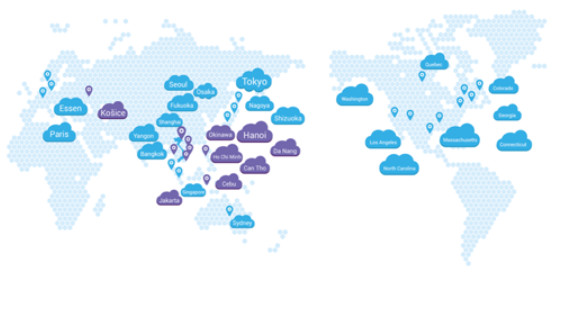 Quebec
Seoul
Tokyo
Osaka
Colorado
Washington
Essen
Košice
Fukuoka
Nagoya
Georgia
Shanghai
Shizuoka
Paris
Yangon
Okinawa
Hanoi
Los Angeles
Massachusetts
Connecticut
Bangkok
Ho Chi Minh
Da Nang
North Carolina
Can Tho
Cebu
Singapore
Jakarta
Sydney